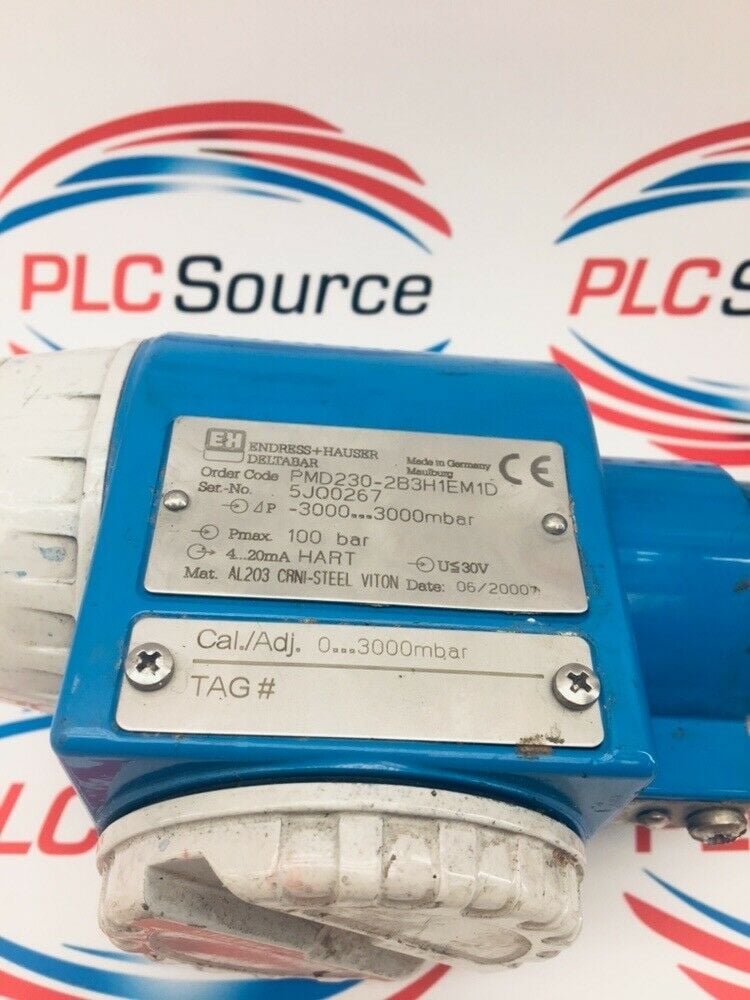 PLC Source
PLC S
EH ENDRESS+HAUSER
DELTABAR
Made in Germany
Maulburg
CE
Order Code PMD230-2B3H1EM1D
Ser.-No. 5JQ00267
ΔP -3000...3000mbar
Pmax. 100 bar
4...20mA HART
U≤30V
Mat. AL203 CRNI-STEEL VITON Date: 06/2000
Cal./Adj. 0...3000mbar
TAG #
LC
PLC